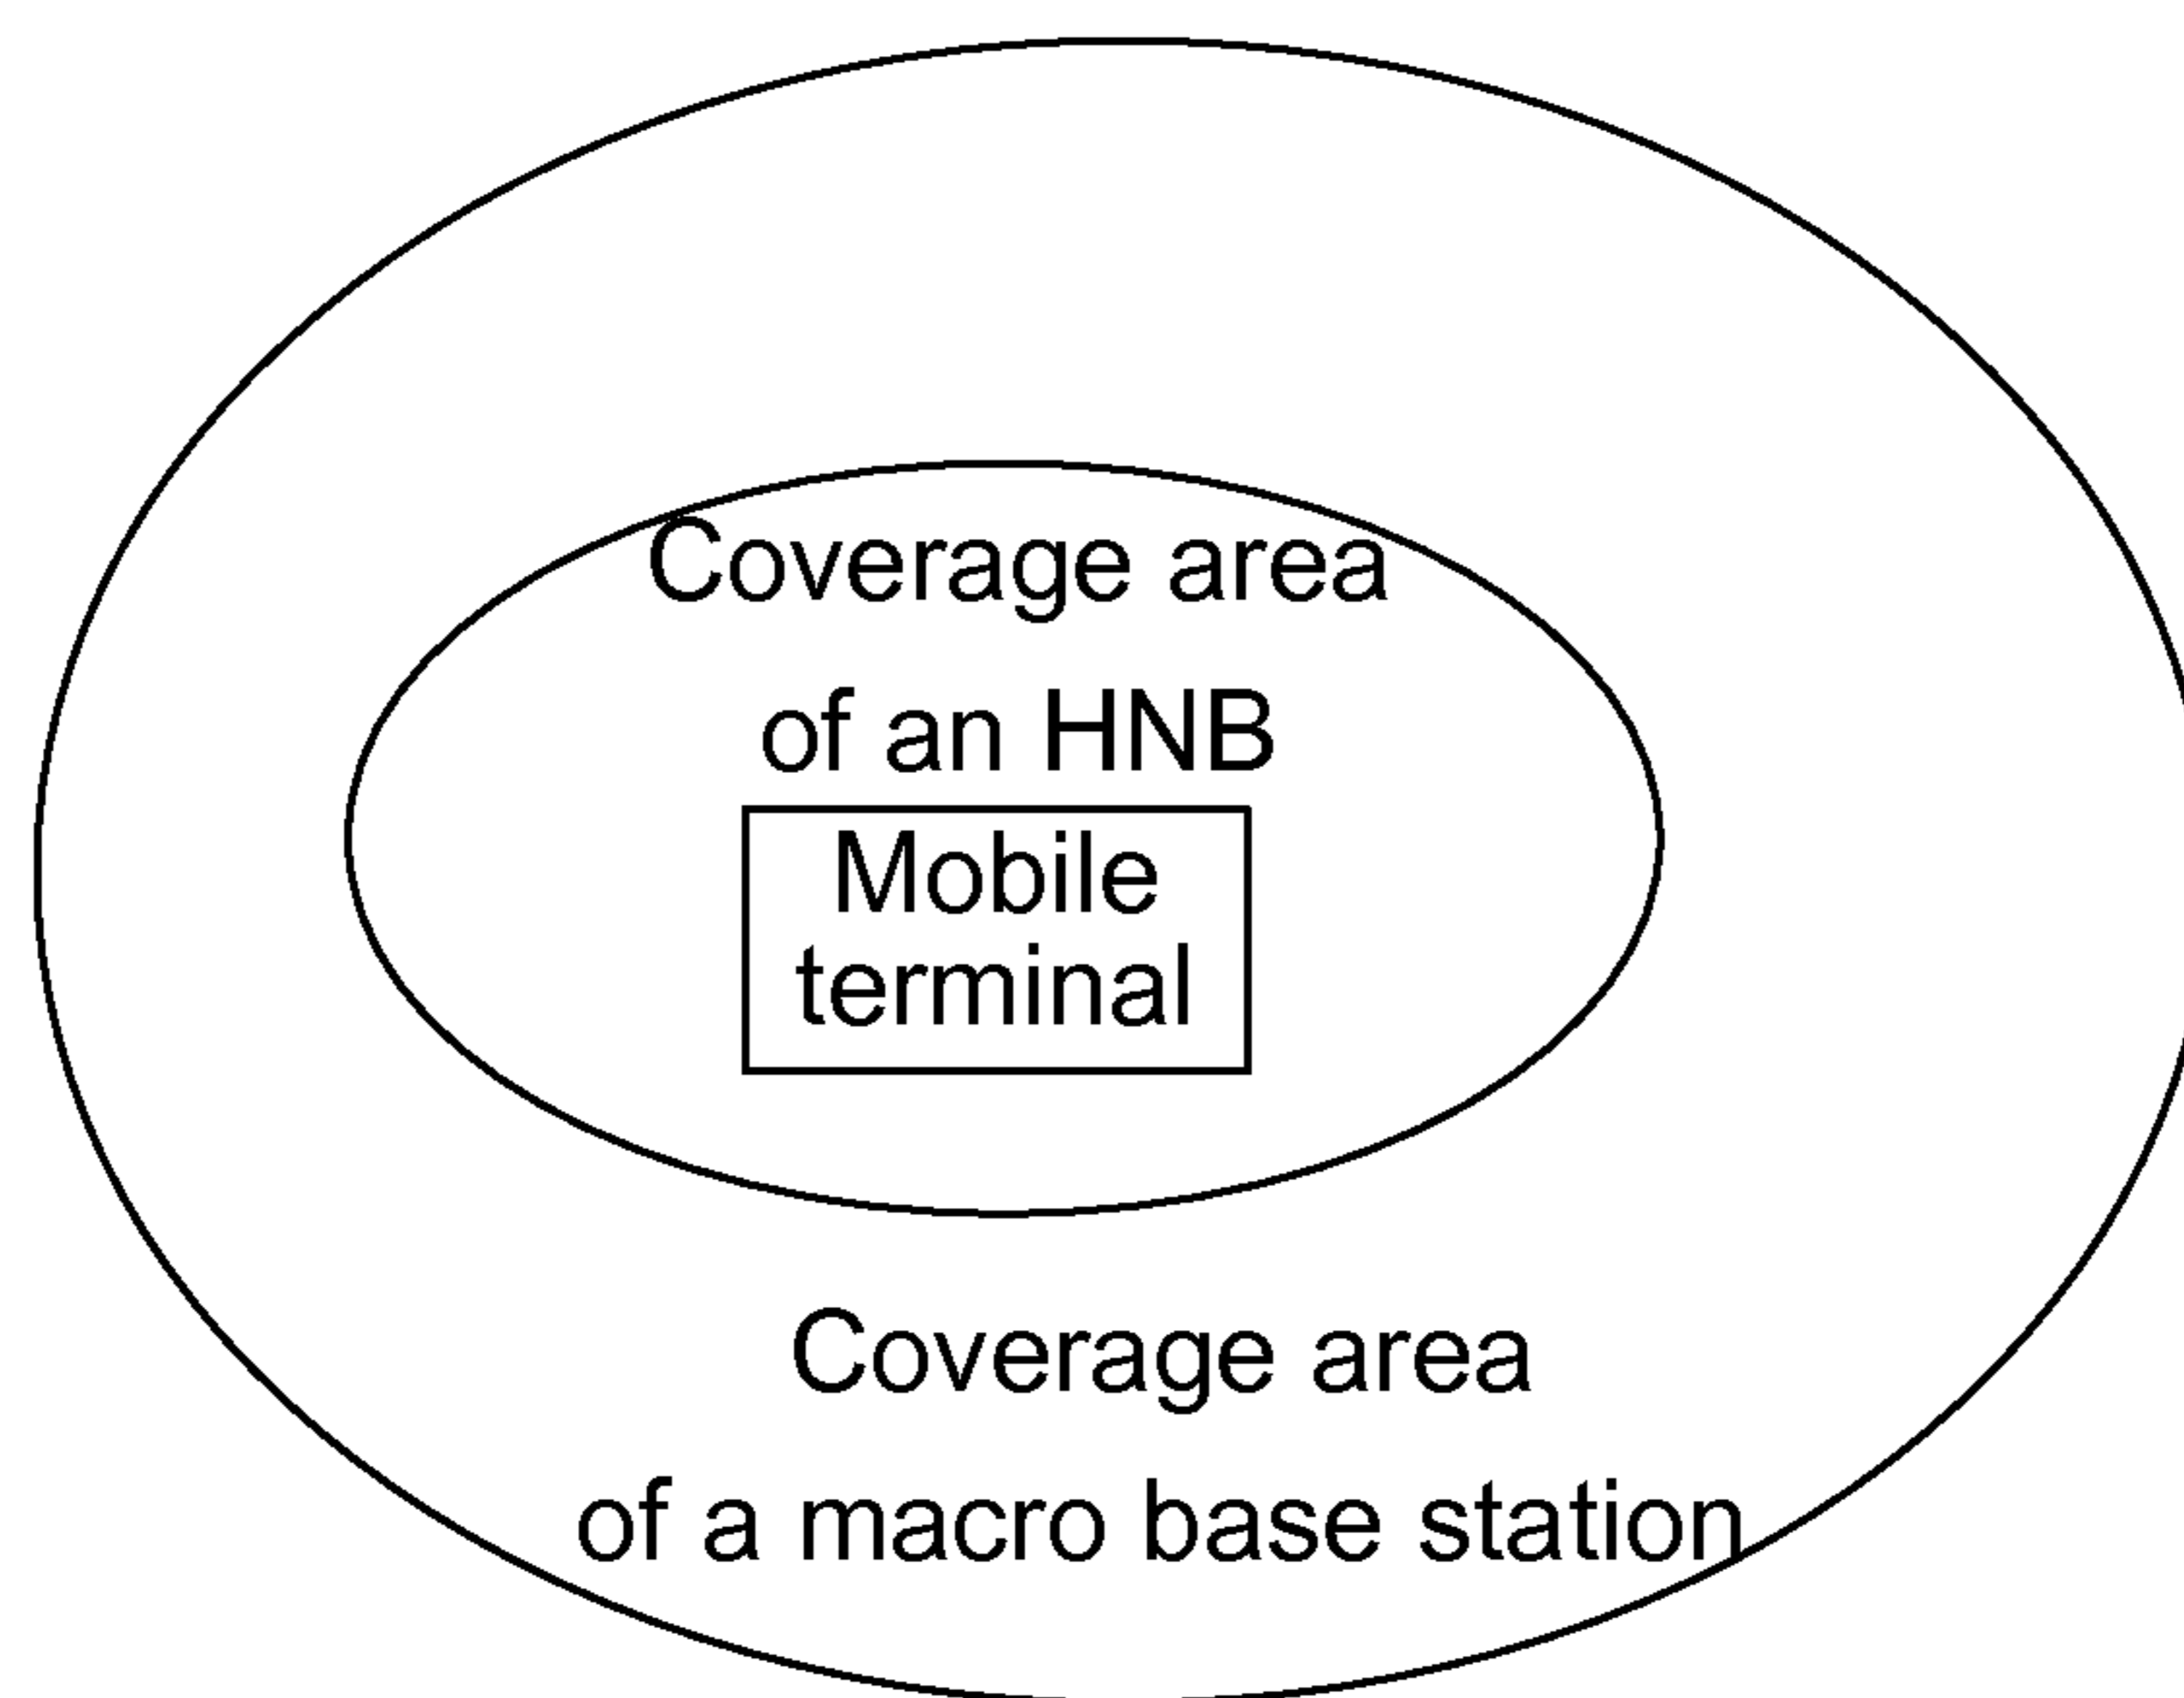 Coverage area
of an HNB
Mobile
terminal
Coverage area
of a macro base station